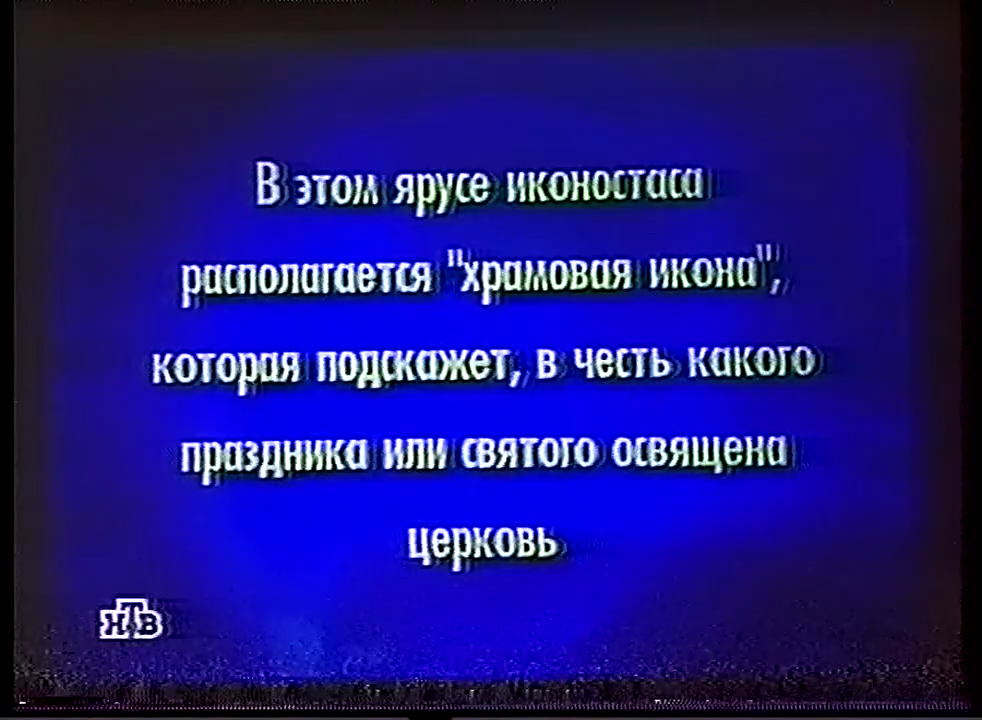 В этом ярусе иконостаса
располагается "храмовая икона",
которая подскажет, в честь какого
праздника или святого освящена
церковь
НТВ